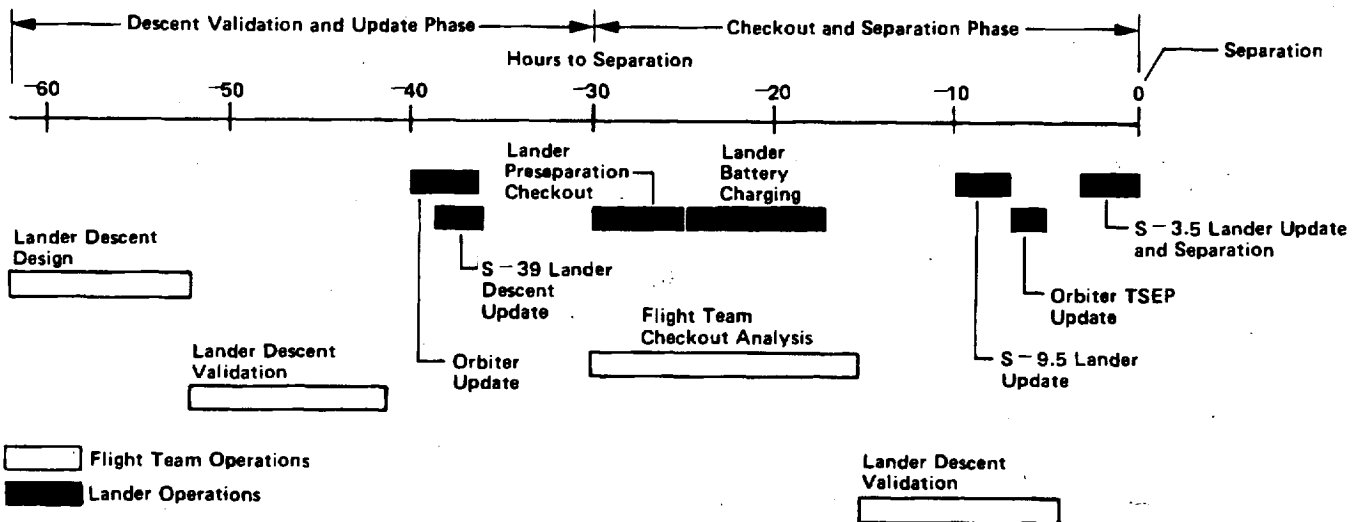 Descent Validation and Update Phase
Checkout and Separation Phase
Hours to Separation
Separation
-60
-50
-40
-30
-20
-10
0
Lander
Preseparation
Checkout
Lander
Battery
Charging
Lander Descent
Design
S - 39 Lander
Descent
Update
S - 3.5 Lander Update
and Separation
Orbiter TSEP
Update
Flight Team
Checkout Analysis
Lander Descent
Validation
Orbiter
Update
S - 9.5 Lander
Update
Flight Team Operations
Lander Operations
Lander Descent
Validation